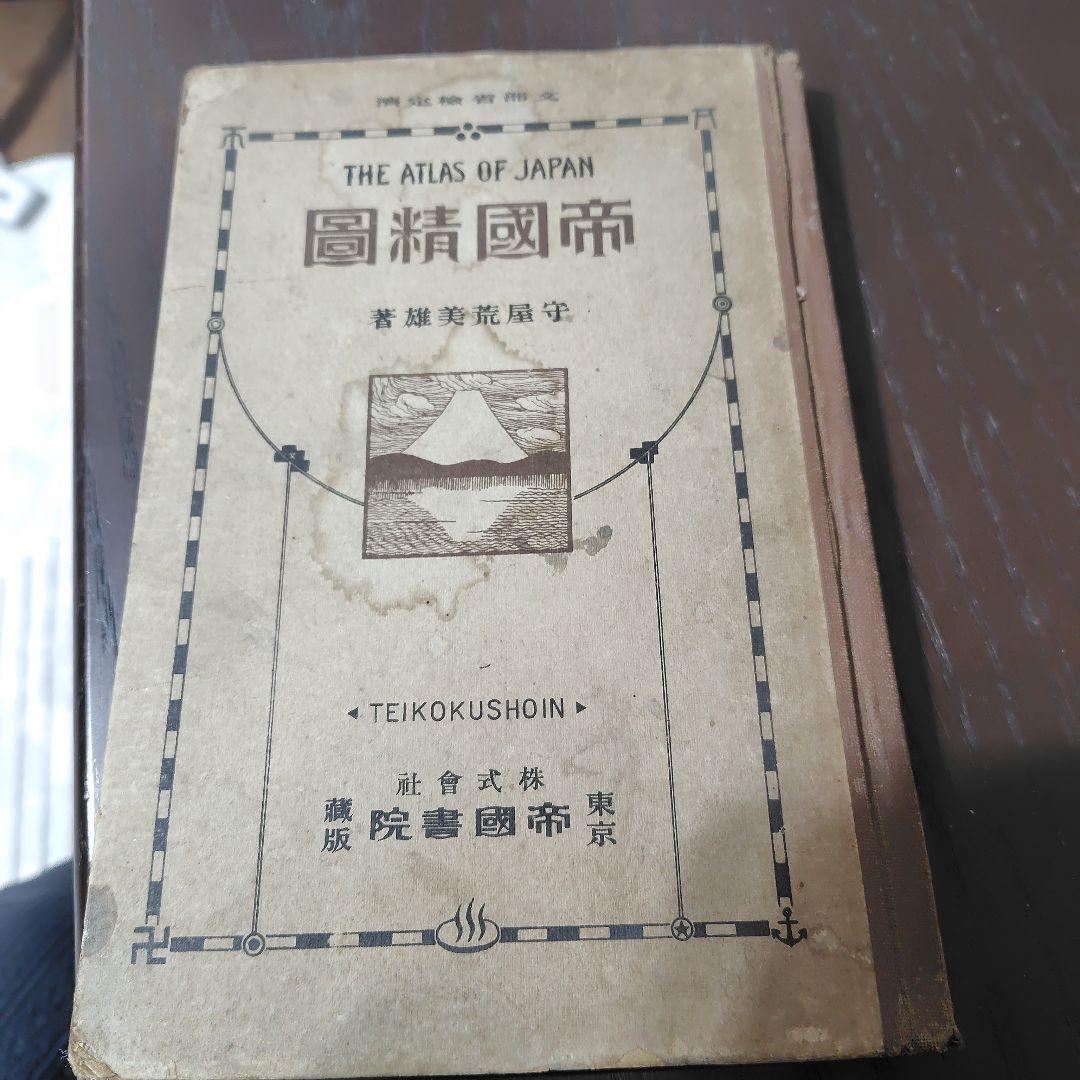 文部省檢定濟
THE ATLAS OF JAPAN
帝國精圖
守屋荒美雄著
◂ TEIKOKUSHOIN ▸
株式會社
東京
帝國書院
藏版